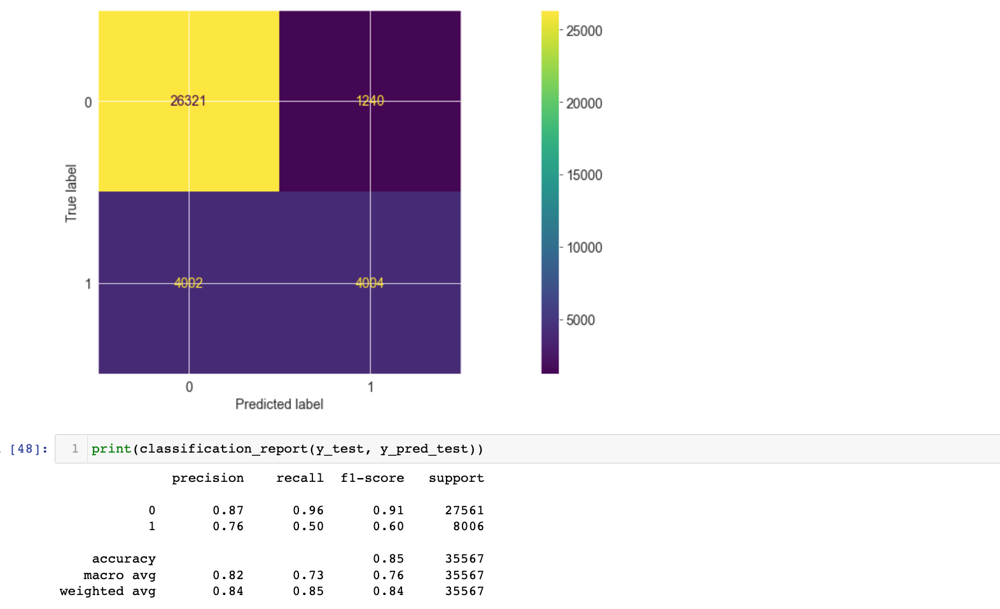 25000
20000
15000
10000
5000
0
26321 1240
True label
1
4002 4004
0 1
Predicted label
[48]: 1 print(classification_report(y_test, y_pred_test))
precision recall f1-score support
0 0.87 0.96 0.91 27561
1 0.76 0.50 0.60 8006
accuracy 0.85 35567
macro avg 0.82 0.73 0.76 35567
weighted avg 0.84 0.85 0.84 35567